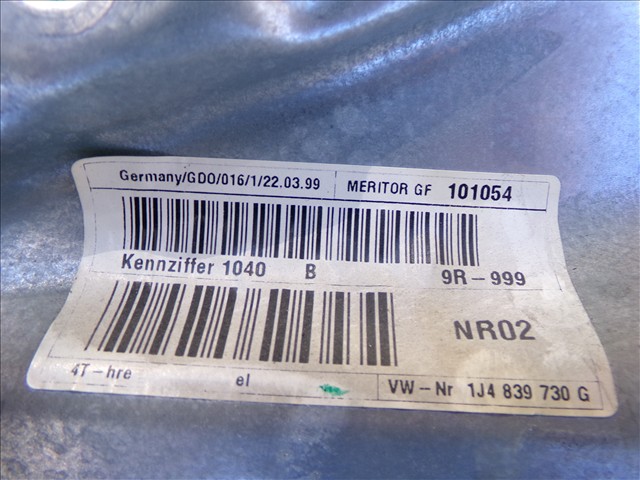 Germany/GDO/016/1/22.03.99 MERITOR GF 101054
Kennziffer 1040 B 9R-999
NR02
4T-hre el VW-Nr 1J4 839 730 G